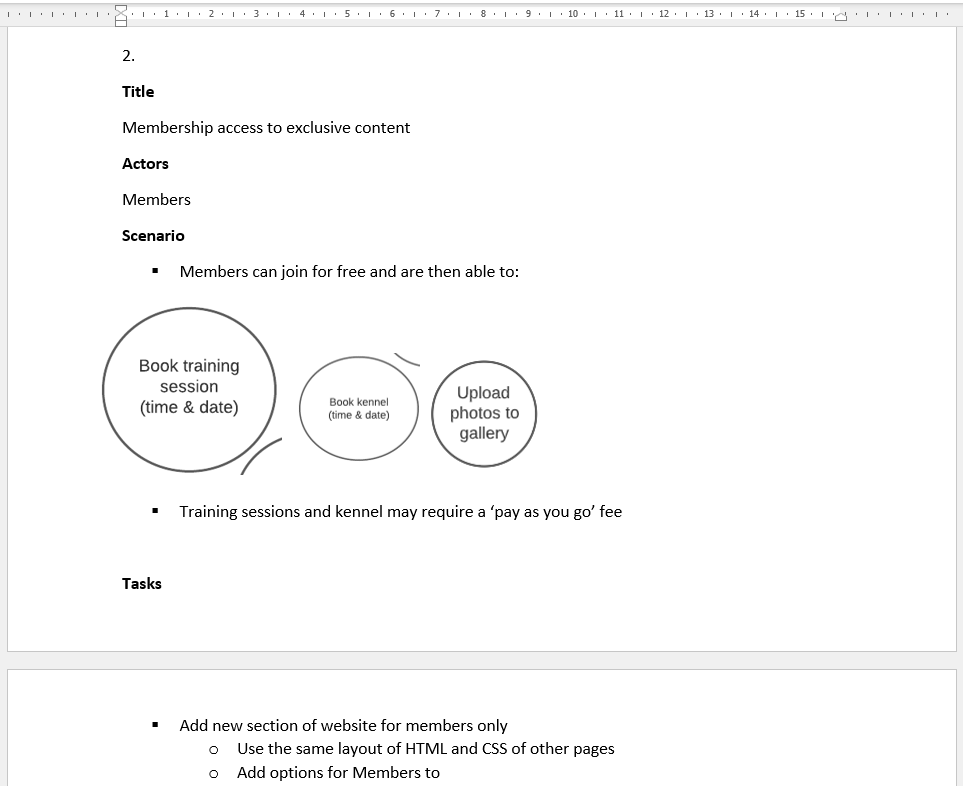 1 2 3 4 5 6 7 8 9 10 11 12 13 14 15
2.
Title
Membership access to exclusive content
Actors
Members
Scenario
▪ Members can join for free and are then able to:
Book training
session
(time & date)
Book kennel
(time & date)
Upload
photos to
gallery
▪ Training sessions and kennel may require a ‘pay as you go’ fee
Tasks
▪ Add new section of website for members only
o Use the same layout of HTML and CSS of other pages
o Add options for Members to